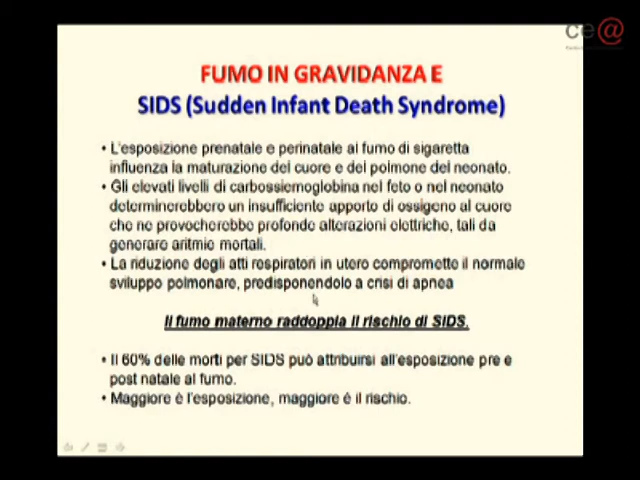 ce@
FUMO IN GRAVIDANZA E
SIDS (Sudden Infant Death Syndrome)
• L'esposizione prenatale e perinatale al fumo di sigaretta
influenza la maturazione del cuore e del polmone del neonato.
• Gli elevati livelli di carbossiemoglobina nel feto o nel neonato
determinerebbero un insufficiente apporto di ossigeno al cuore
che ne provocherebbe profonde alterazioni elettriche, tali da
generare aritmie mortali.
• La riduzione degli atti respiratori in utero compromette il normale
sviluppo polmonare, predisponendolo a crisi di apnea
Il fumo materno raddoppia il rischio di SIDS.
• Il 60% delle morti per SIDS può attribuirsi all'esposizione pre e
post natale al fumo.
• Maggiore è l'esposizione, maggiore è il rischio.